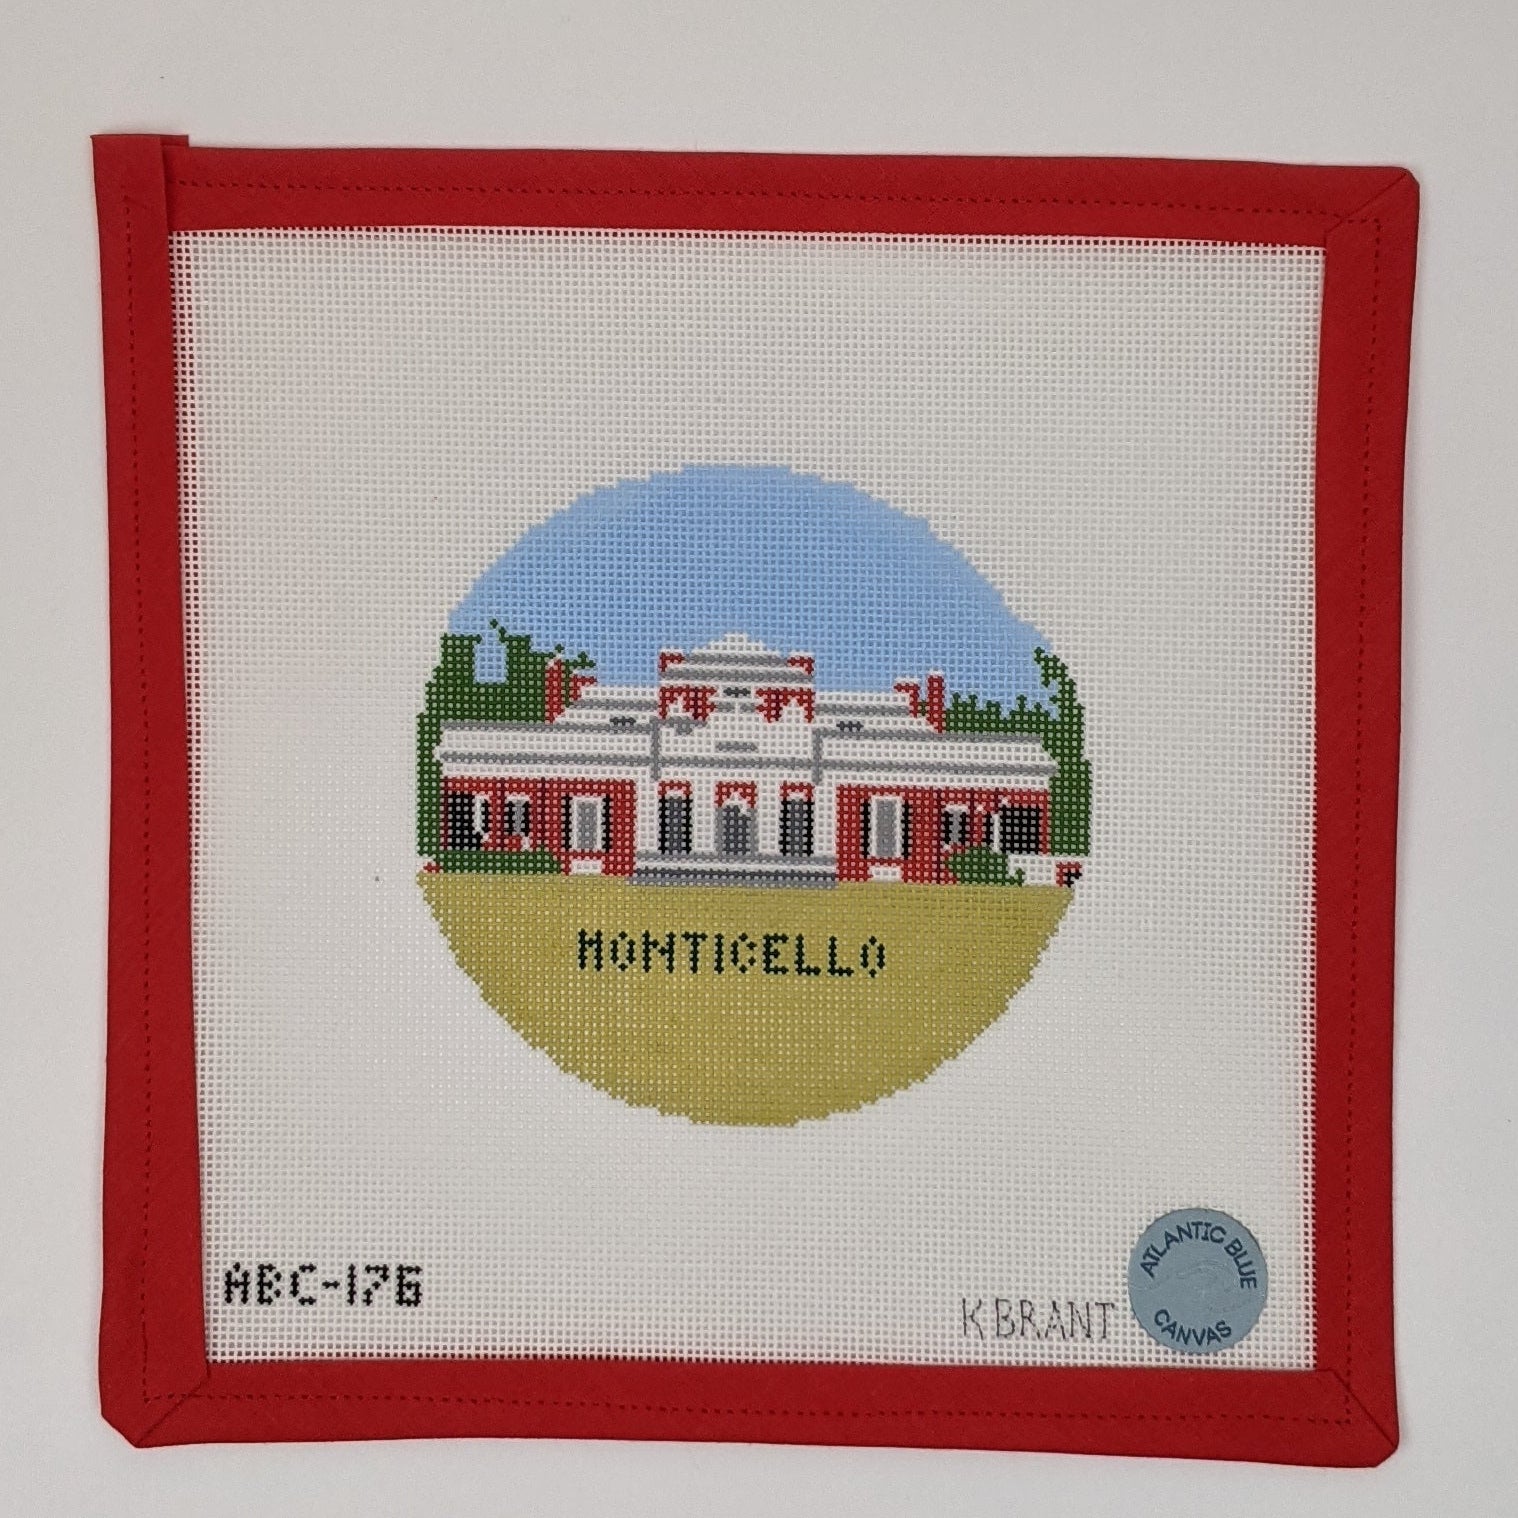 MONTICELLO
ABC-176
K BRANT
ATLANTIC BLUE
CANVAS